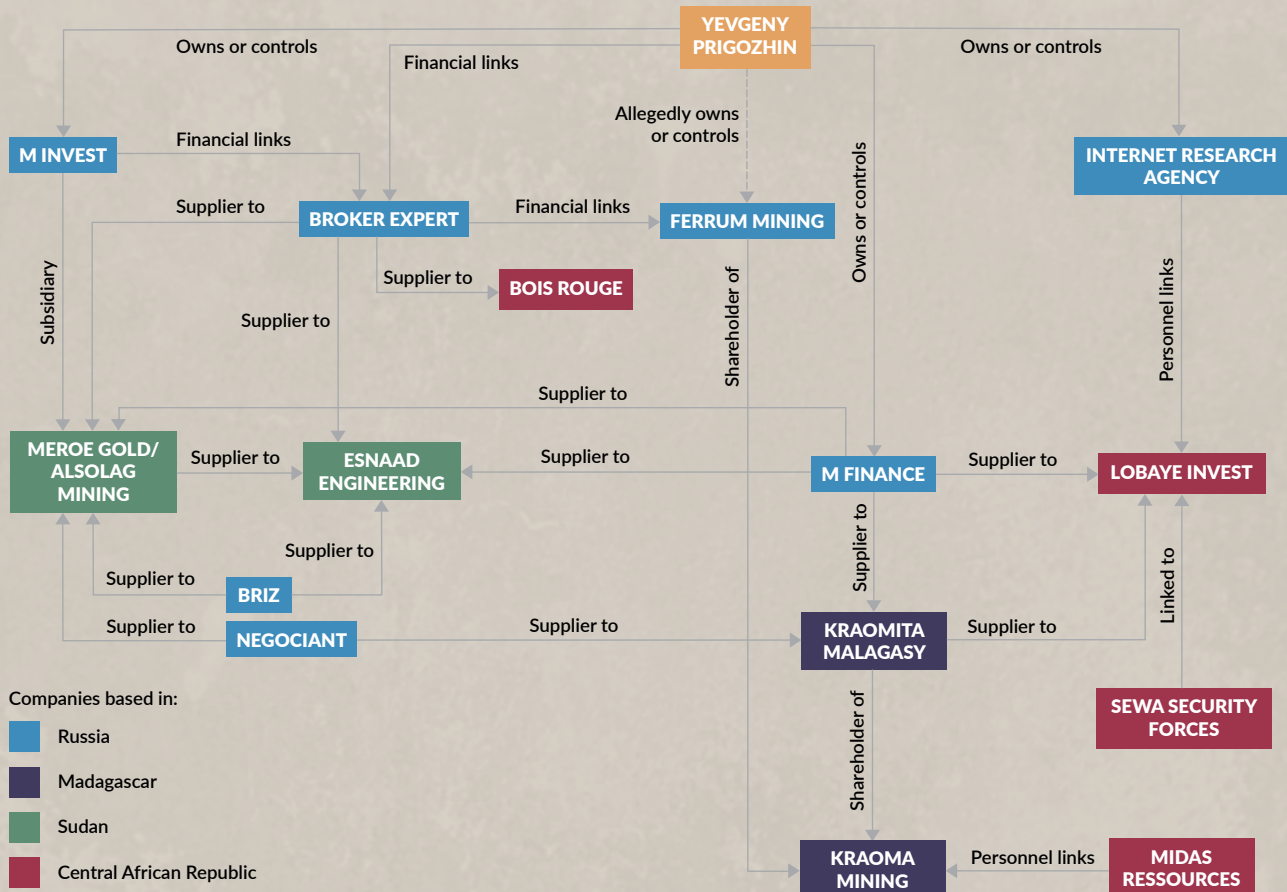 YEVGENY
PRIGOZHIN
Owns or controls
Financial links
Owns or controls
Allegedly owns
or controls
M INVEST
Financial links
INTERNET RESEARCH
AGENCY
Owns or controls
Supplier to
BROKER EXPERT
Financial links
FERRUM MINING
Supplier to
BOIS ROUGE
Subsidiary
Supplier to
Shareholder of
Personnel links
Supplier to
MEROE GOLD/
ALSOLAG
MINING
Supplier to
ESNAAD
ENGINEERING
Supplier to
M FINANCE
Supplier to
LOBAYE INVEST
Supplier to
Supplier to
Supplier to
BRIZ
Linked to
Supplier to
NEGOCIANT
Supplier to
KRAOMITA
MALAGASY
Supplier to
SEWA SECURITY
FORCES
Shareholder of
Companies based in:
Russia
Madagascar
Sudan
Central African Republic
KRAOMA
MINING
Personnel links
MIDAS
RESSOURCES